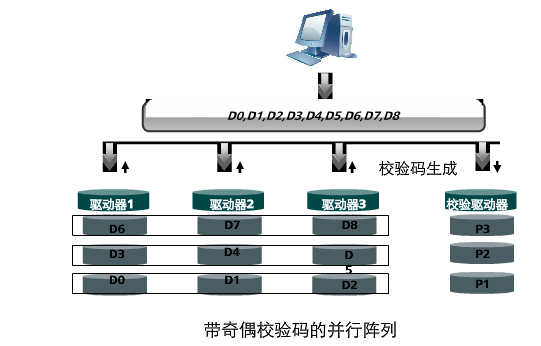 D0,D1,D2,D3,D4,D5,D6,D7,D8
校验码生成
驱动器1 驱动器2 驱动器3 校验驱动器
D6 D7 D8 P3
D3 D4 D5 P2
D0 D1 D2 P1
带奇偶校验码的并行阵列